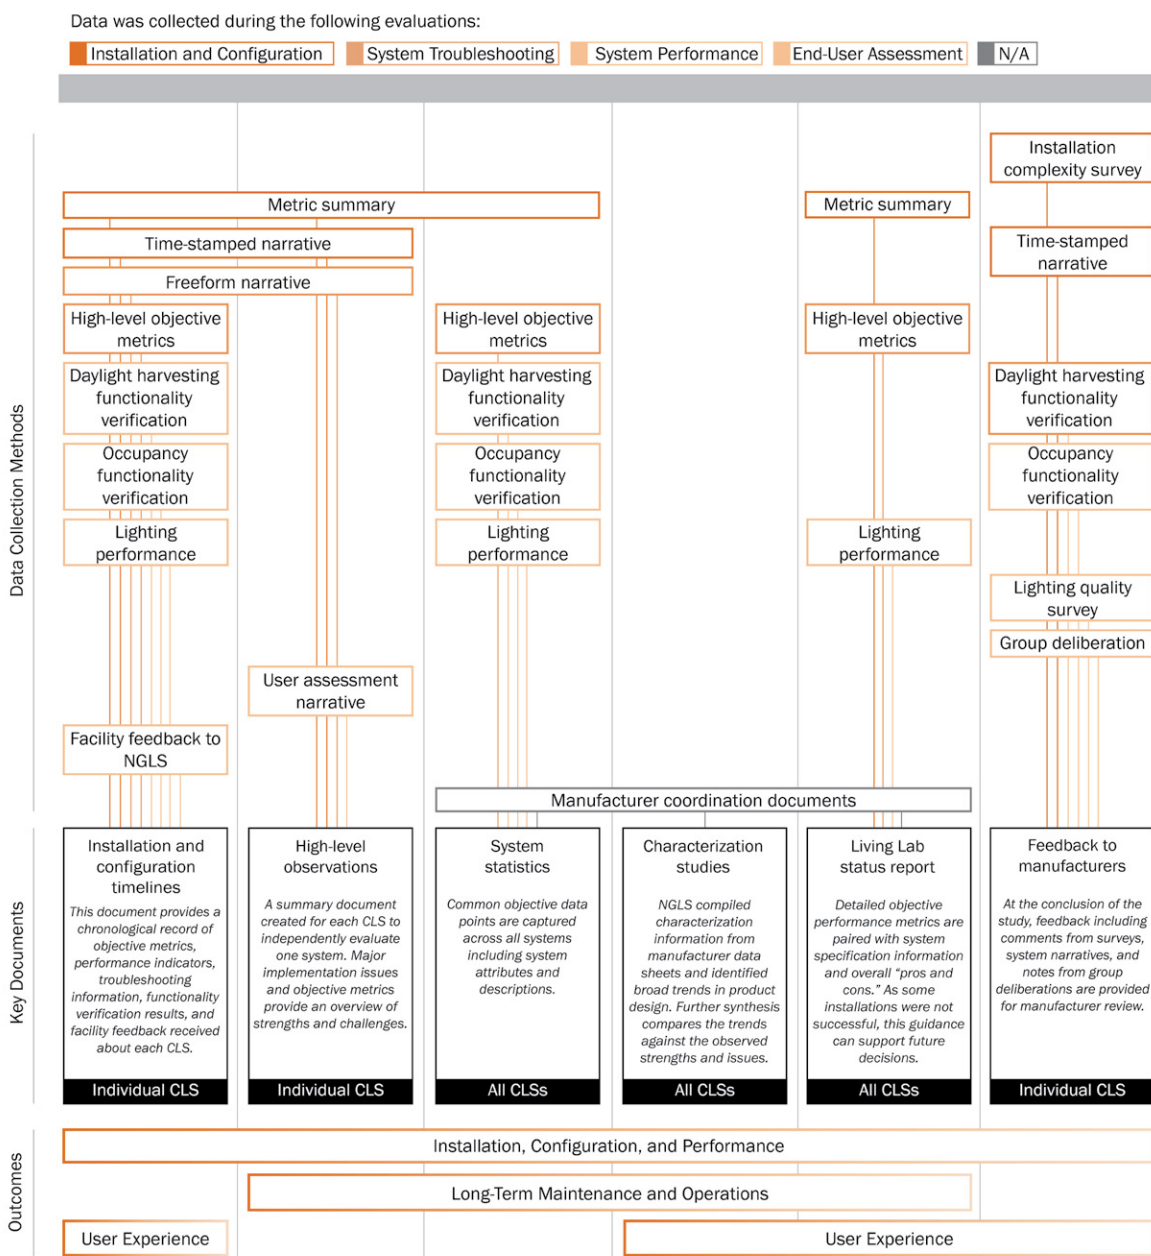 Data was collected during the following evaluations:
Installation and Configuration
System Troubleshooting
System Performance
End-User Assessment
N/A
Data Collection Methods
Installation
complexity survey
Metric summary
Metric summary
Time-stamped narrative
Time-stamped
narrative
Freeform narrative
High-level objective
metrics
High-level objective
metrics
High-level objective
metrics
Daylight harvesting
functionality
verification
Daylight harvesting
functionality
verification
Daylight harvesting
functionality
verification
Occupancy
functionality
verification
Occupancy
functionality
verification
Occupancy
functionality
verification
Lighting
performance
Lighting
performance
Lighting
performance
Lighting quality
survey
Group deliberation
User assessment
narrative
Facility feedback to
NGLS
Manufacturer coordination documents
Key Documents
Installation and
configuration
timelines
This document provides a
chronological record of
objective metrics,
performance indicators,
troubleshooting
information, functionality
verification results, and
facility feedback received
about each CLS.
Individual CLS
High-level
observations
A summary document
created for each CLS to
independently evaluate
one system. Major
implementation issues
and objective metrics
provide an overview of
strengths and challenges.
Individual CLS
System
statistics
Common objective data
points are captured
across all systems
including system
attributes and
descriptions.
All CLSs
Characterization
studies
NGLS compiled
characterization
information from
manufacturer data
sheets and identified
broad trends in product
design. Further synthesis
compares the trends
against the observed
strengths and issues.
All CLSs
Living Lab
status report
Detailed objective
performance metrics are
paired with system
specification information
and overall “pros and
cons.” As some
installations were not
successful, this guidance
can support future
decisions.
All CLSs
Feedback to
manufacturers
At the conclusion of the
study, feedback including
comments from surveys,
system narratives, and
notes from group
deliberations are provided
for manufacturer review.
Individual CLS
Outcomes
Installation, Configuration, and Performance
Long-Term Maintenance and Operations
User Experience
User Experience